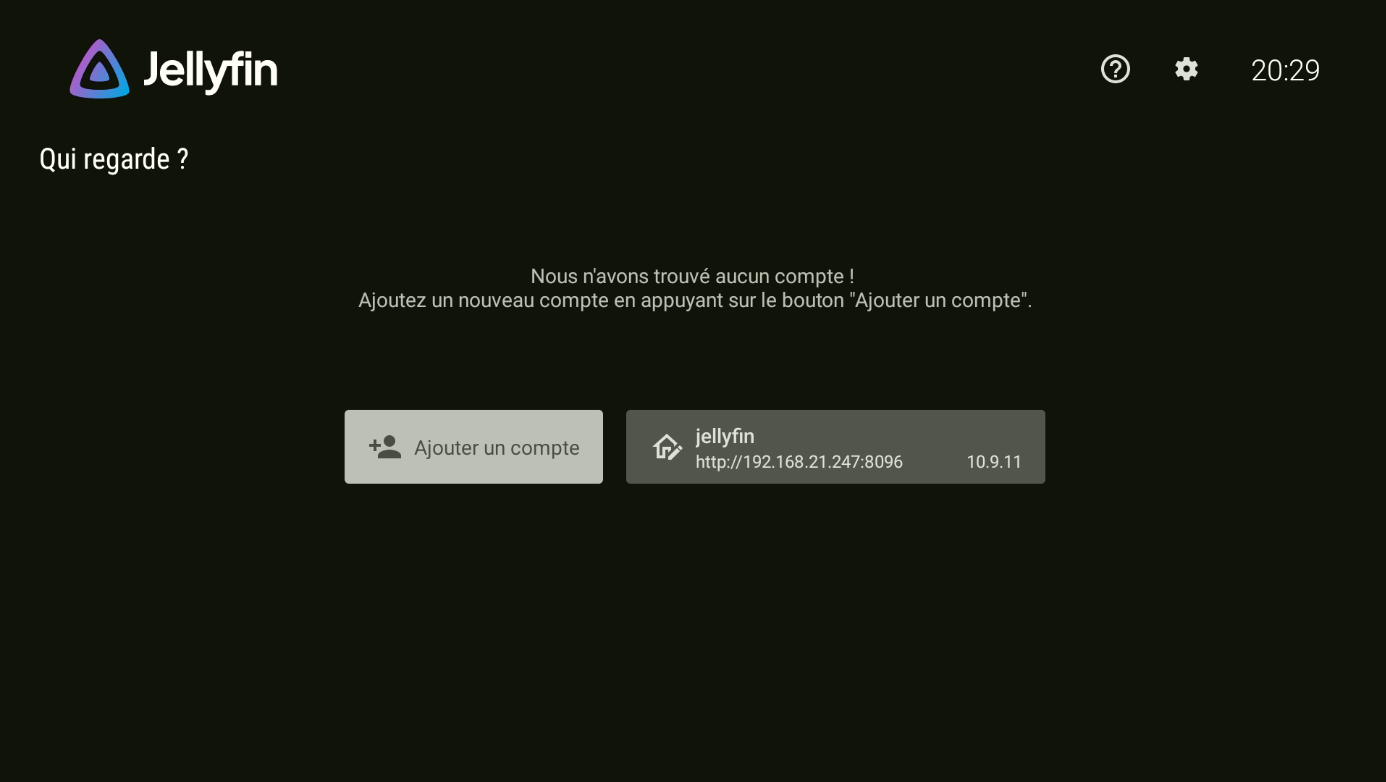 Jellyfin
20:29
Qui regarde ?
Nous n'avons trouvé aucun compte !
Ajoutez un nouveau compte en appuyant sur le bouton "Ajouter un compte".
Ajouter un compte
jellyfin
http://192.168.21.247:8096 10.9.11